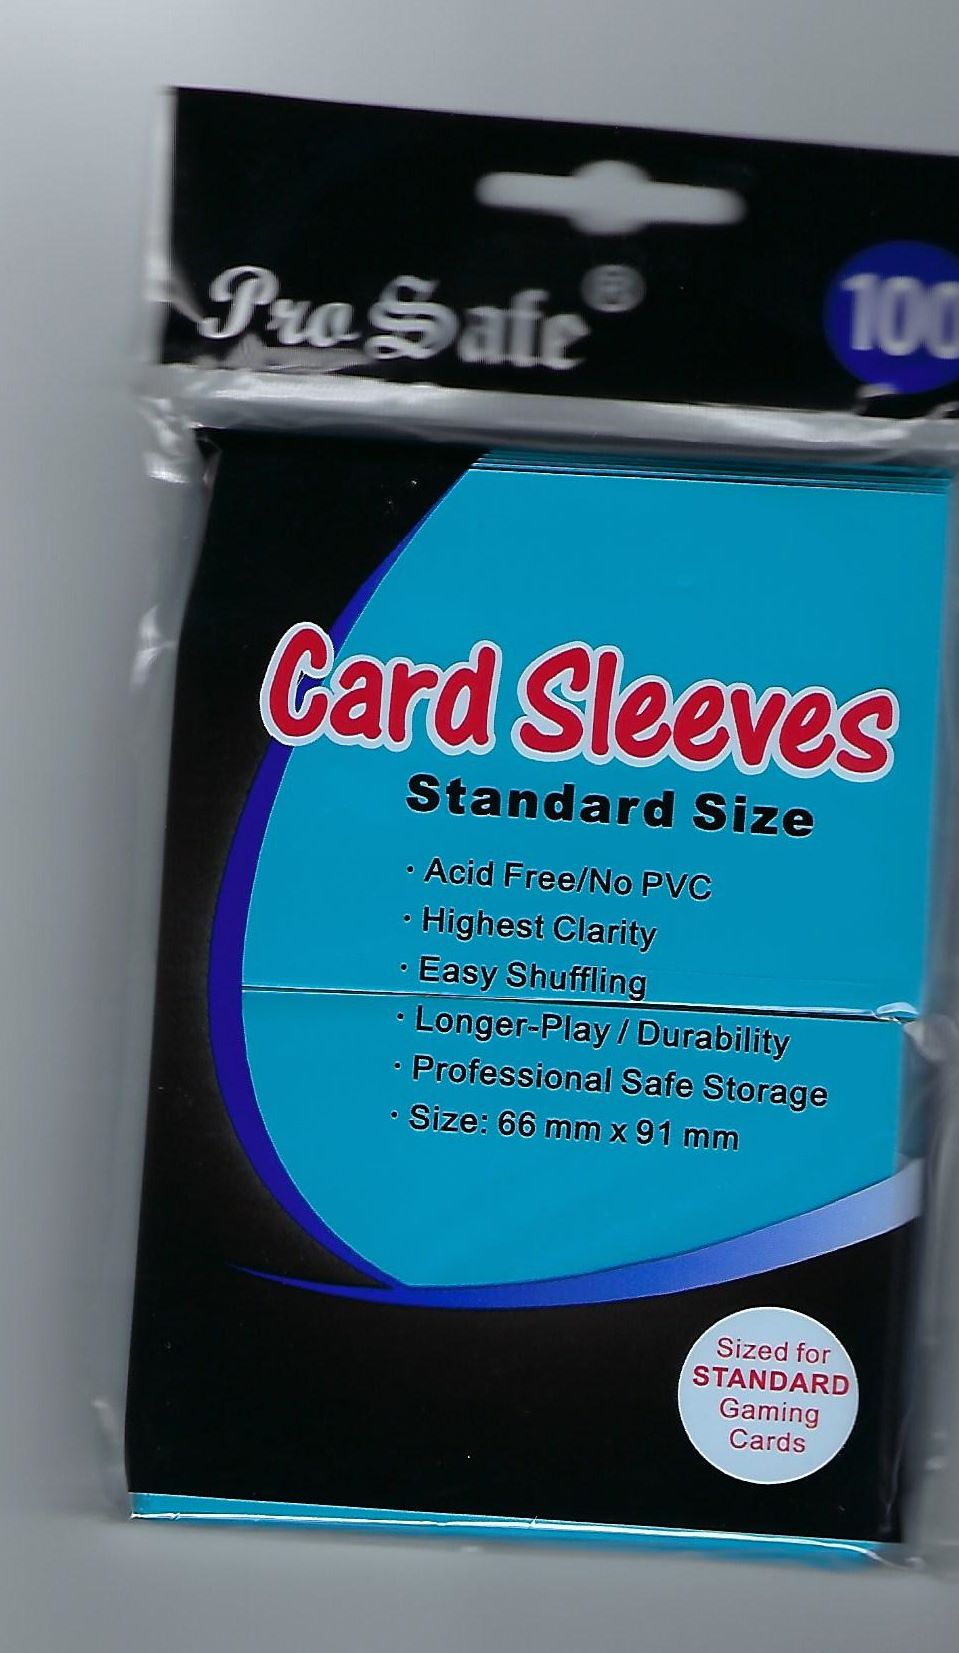 Pro Safe®
100
Card Sleeves
Standard Size
· Acid Free/No PVC
· Highest Clarity
· Easy Shuffling
· Longer-Play / Durability
· Professional Safe Storage
· Size: 66 mm x 91 mm
Sized for
STANDARD
Gaming
Cards